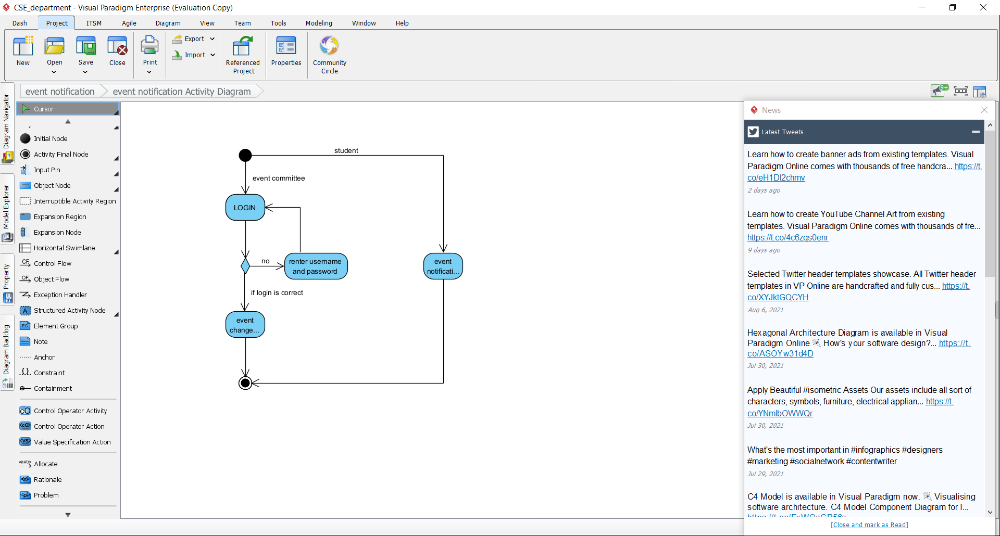 CSE_department - Visual Paradigm Enterprise (Evaluation Copy)
Dash Project ITSM Agile Diagram View Team Tools Modeling Window Help
New
Open
Save
Close
Print
Export
Import
Referenced
Project
Properties
Community
Circle
event notification
event notification Activity Diagram
9+
Diagram Navigator
Model Explorer
Property
Diagram Backlog
Cursor
Initial Node
Activity Final Node
Input Pin
Object Node
Interruptible Activity Region
Expansion Region
Expansion Node
Horizontal Swimlane
CF
Control Flow
OF
Object Flow
Exception Handler
A
Structured Activity Node
EG
Element Group
Note
Anchor
Constraint
Containment
Control Operator Activity
Control Operator Action
Value Specification Action
Allocate
Rationale
Problem
student
event committee
LOGIN
no
renter username
and password
event
notificati...
if login is correct
event
change...
News
Latest Tweets
Learn how to create banner ads from existing templates. Visual
Paradigm Online comes with thousands of free handcra... https://t.
co/eH1Dl2chmv
2 days ago
Learn how to create YouTube Channel Art from existing
templates. Visual Paradigm Online comes with thousands of fre...
https://t.co/4c6zqs0enr
9 days ago
Selected Twitter header templates showcase. All Twitter header
templates in VP Online are handcrafted and fully cus... https://t.
co/XYJktGQCYH
Aug 6, 2021
Hexagonal Architecture Diagram is available in Visual
Paradigm Online 🎉 How's your software design?... https://t.
co/ASOYw31d4D
Jul 30, 2021
Apply Beautiful #isometric Assets Our assets include all sort of
characters, symbols, furniture, electrical applian... https://t.
co/YNmlbOWWQr
Jul 30, 2021
What's the most important in #infographics #designers
#marketing #socialnetwork #contentwriter
Jul 29, 2021
C4 Model is available in Visual Paradigm now. 🎉 Visualising
software architecture. C4 Model Component Diagram for I...
[Close and mark as Read]